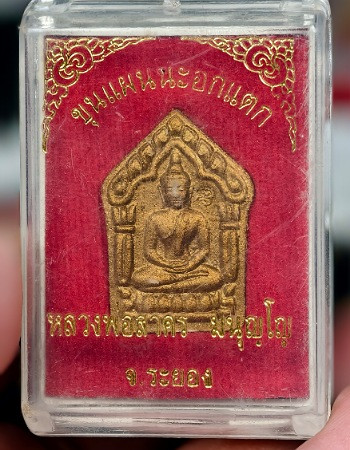 ขุนแผนนะอกแตก
หลวงพ่อสาคร มนุญโญ
จ.ระยอง